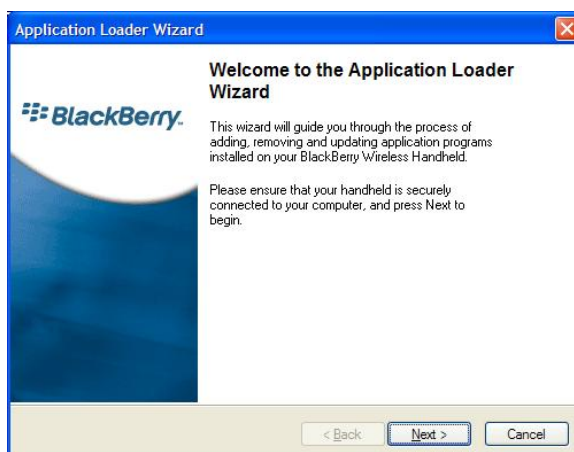 Application Loader Wizard
Welcome to the Application Loader
Wizard
BlackBerry.
This wizard will guide you through the process of
adding, removing and updating application programs
installed on your BlackBerry Wireless Handheld.
Please ensure that your handheld is securely
connected to your computer, and press Next to
begin.
< Back
Next >
Cancel